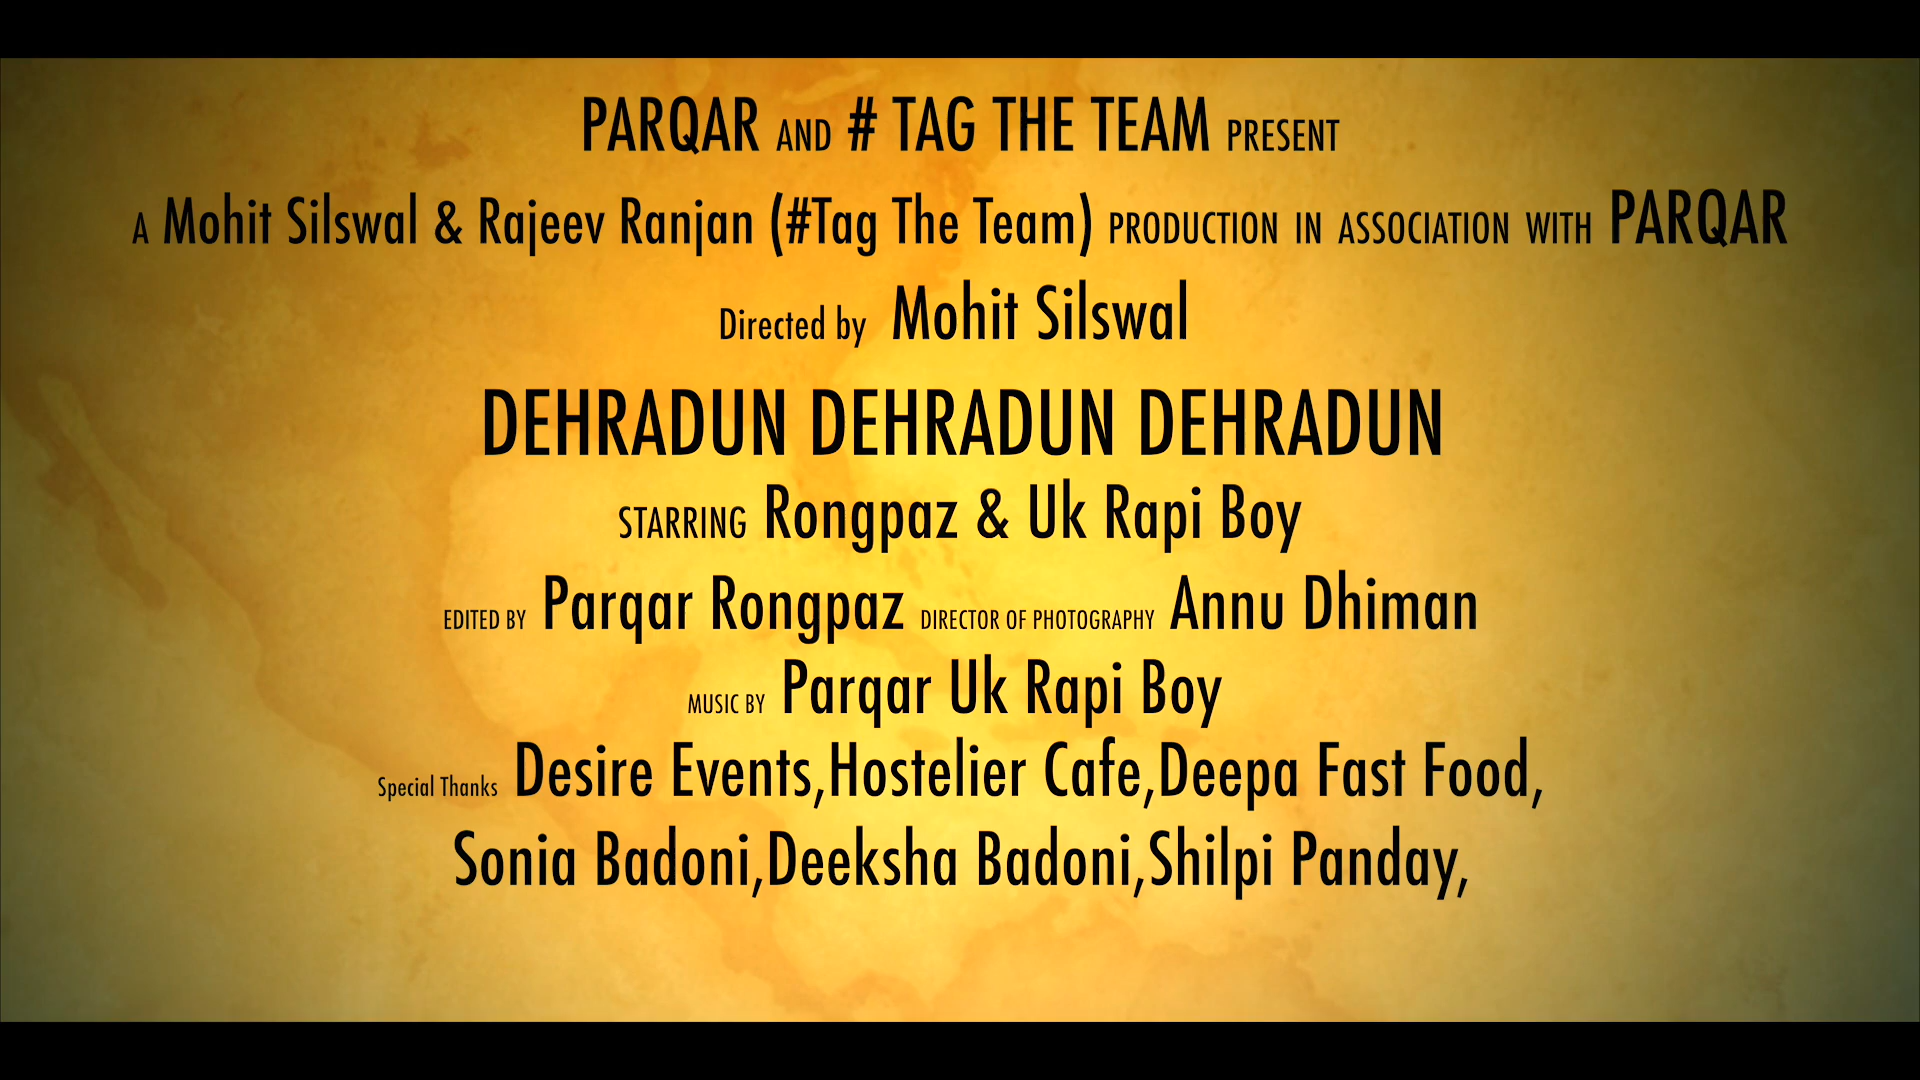 PARQAR AND # TAG THE TEAM PRESENT
A Mohit Silswal & Rajeev Ranjan (#Tag The Team) PRODUCTION IN ASSOCIATION WITH PARQAR
Directed by Mohit Silswal
DEHRADUN DEHRADUN DEHRADUN
STARRING Rongpaz & Uk Rapi Boy
EDITED BY Parqar Rongpaz DIRECTOR OF PHOTOGRAPHY Annu Dhiman
MUSIC BY Parqar Uk Rapi Boy
Special Thanks Desire Events,Hostelier Cafe,Deepa Fast Food,
Sonia Badoni,Deeksha Badoni,Shilpi Panday,